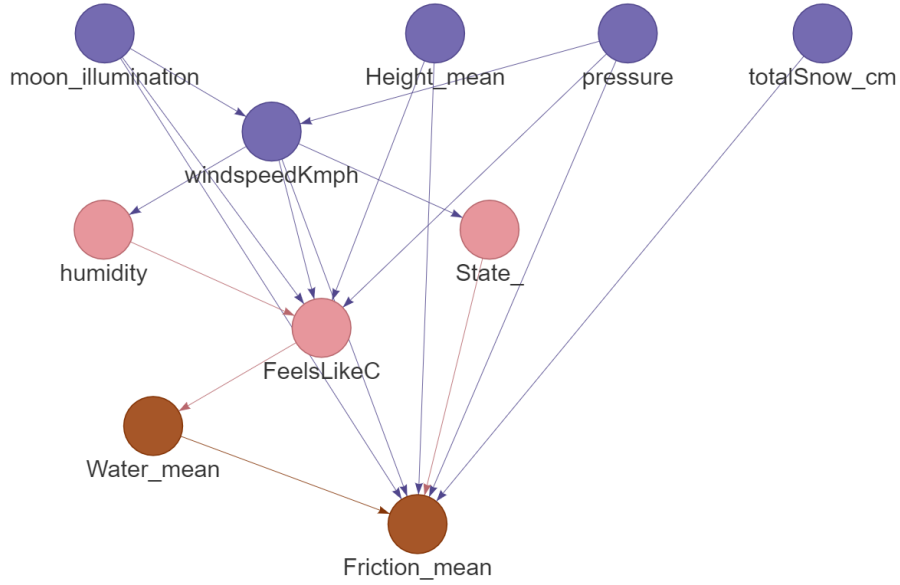 moon_illumination
Height_mean
pressure
totalSnow_cm
windspeedKmph
humidity
State_
FeelsLikeC
Water_mean
Friction_mean